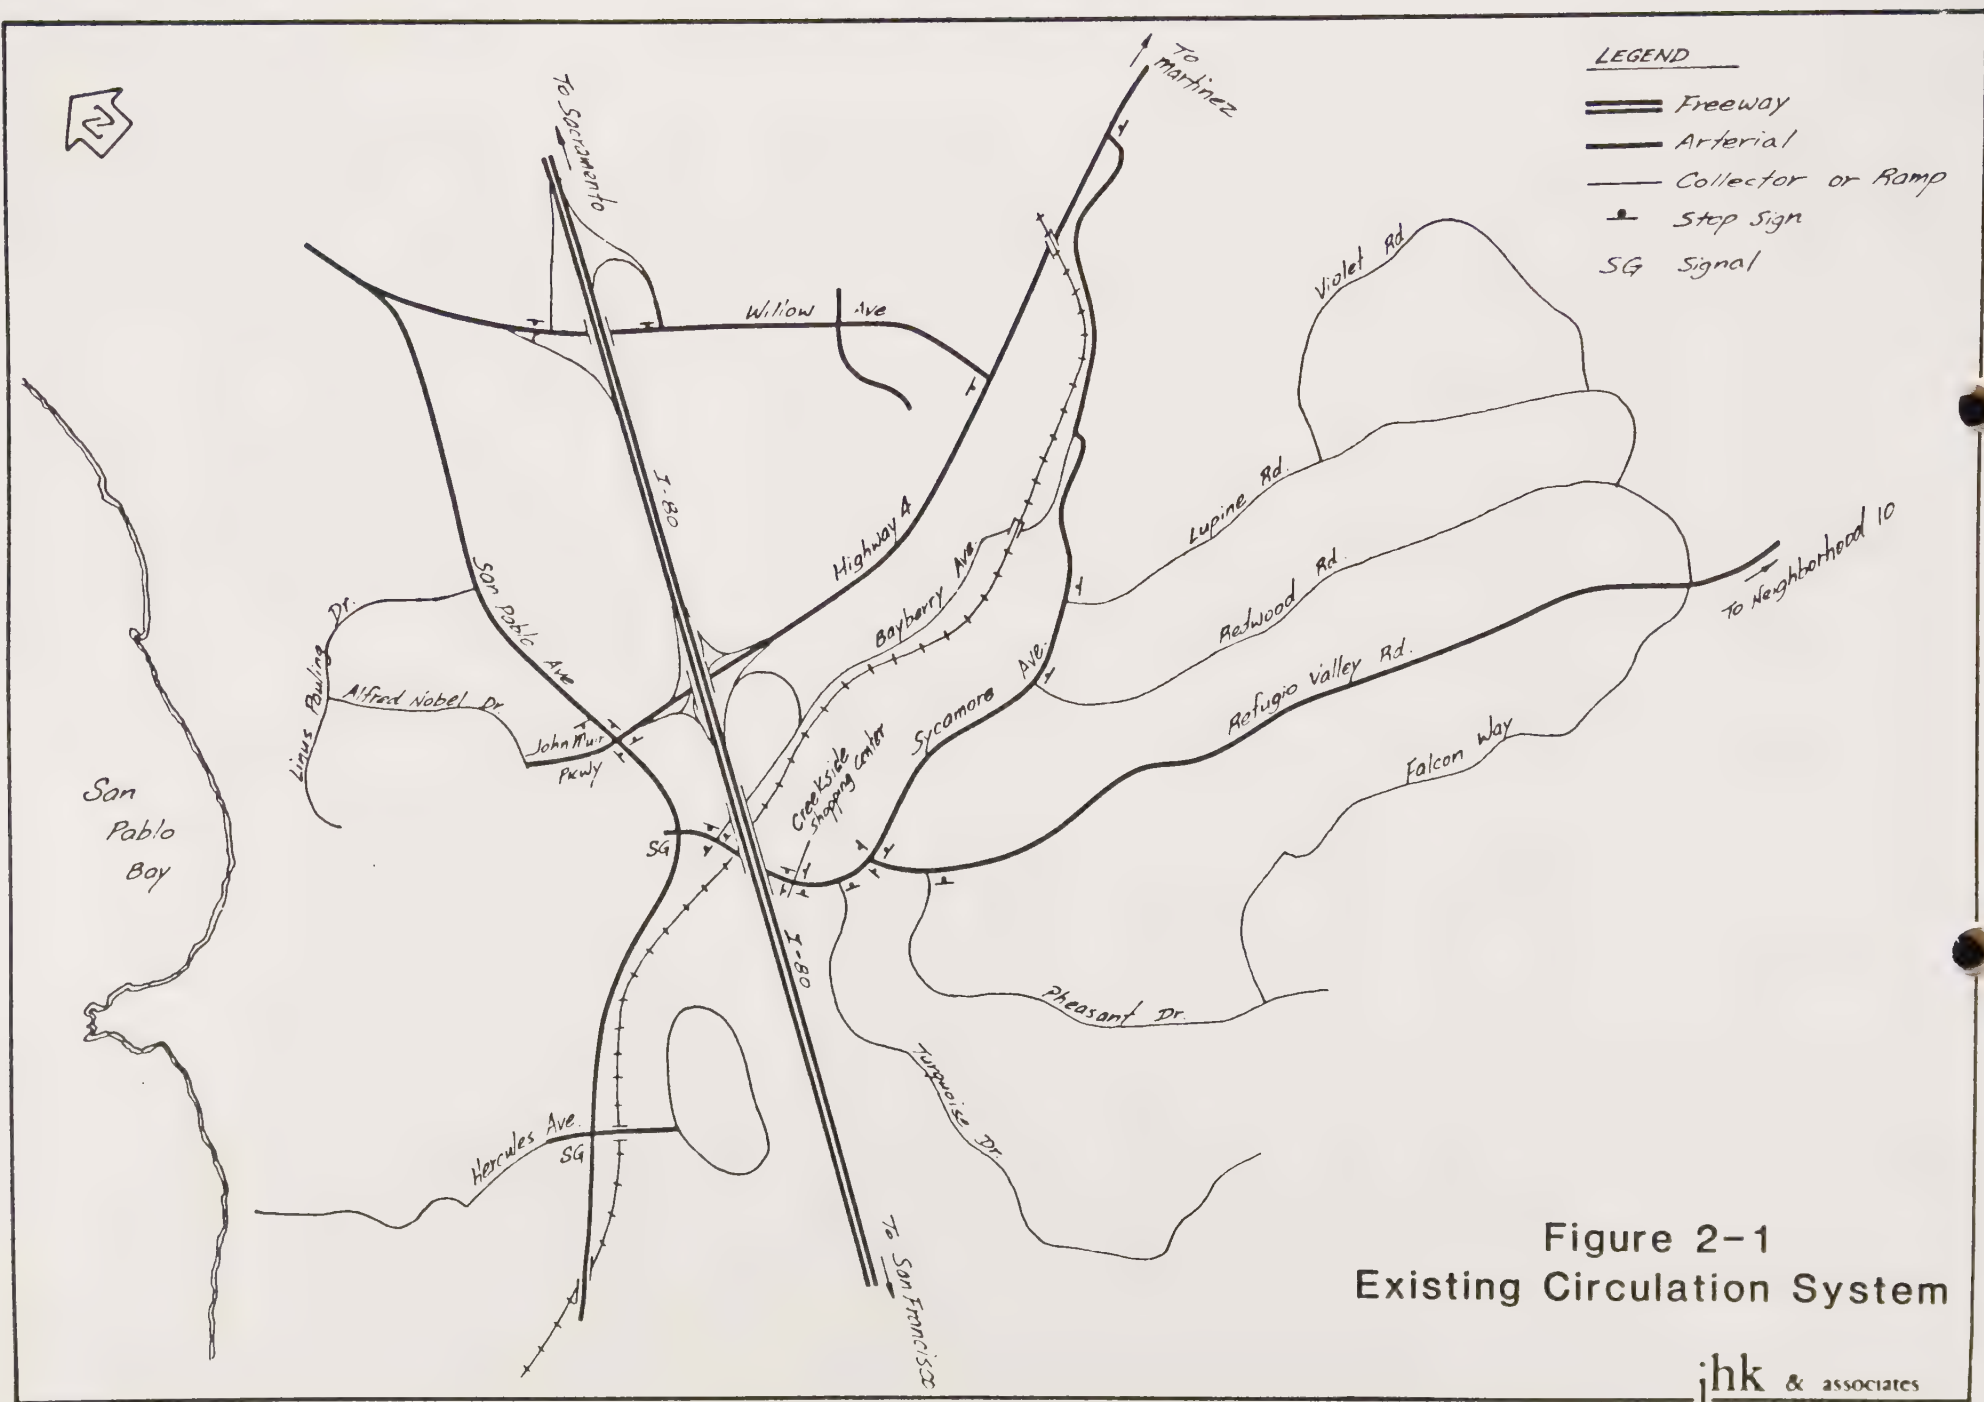 To
Martinez
LEGEND
Freeway
Arterial
Collector or Ramp
Stop Sign
SG Signal
N
To Sacramento
Violet Rd
Willow Ave
I-80
Highway 4
Lupine Rd.
Bayberry Ave.
Redwood Rd.
To Neighborhood 10
San Pablo Ave
Linus Pauling Dr.
Alfred Nobel Dr.
John Muir
Pkwy
Sycamore Ave.
Refugio Valley Rd.
Falcon Way
Creekside
shopping center
San
Pablo
Bay
SG
I-80
Pheasant Dr.
Turquoise Dr.
Hercules Ave.
SG
To San Francisco
Figure 2-1
Existing Circulation System
jhk & associates